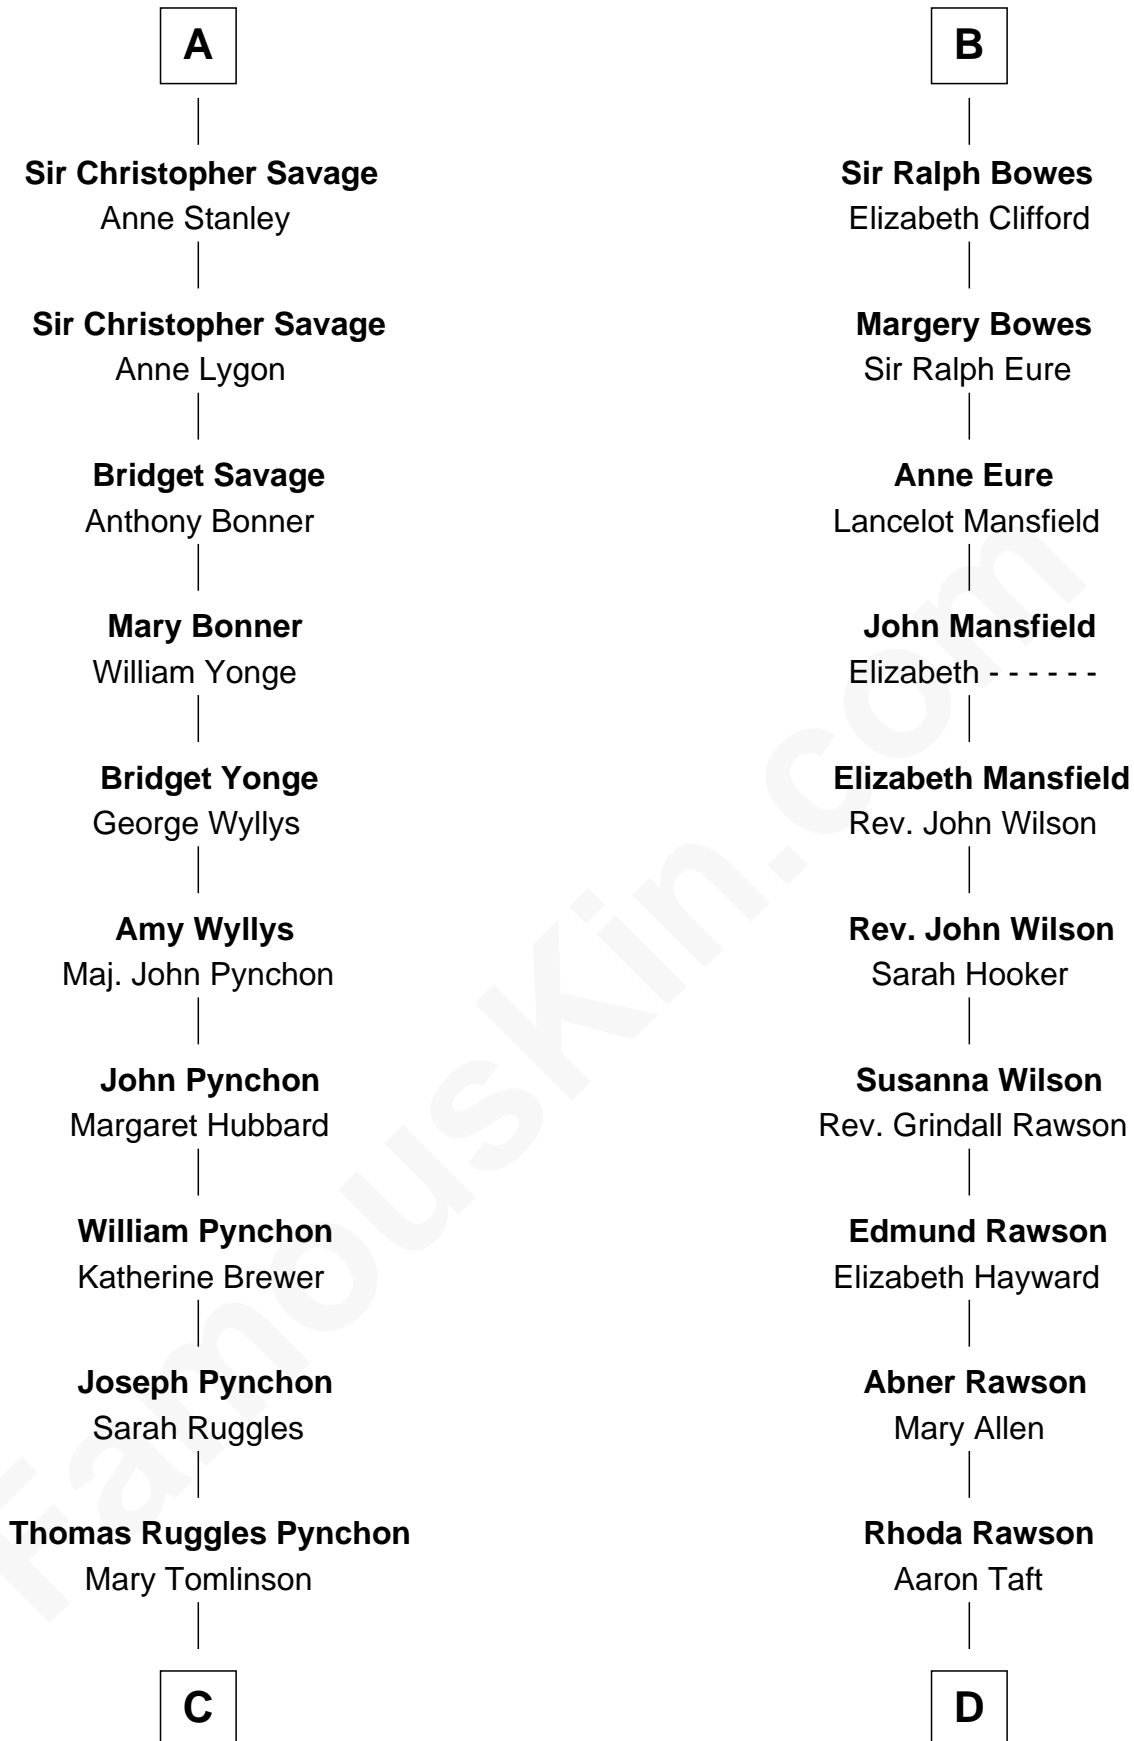 A
Sir Christopher Savage
Anne Stanley
Sir Christopher Savage
Anne Lygon
Bridget Savage
Anthony Bonner
Mary Bonner
William Yonge
Bridget Yonge
George Wyllys
Amy Wyllys
Maj. John Pynchon
John Pynchon
Margaret Hubbard
William Pynchon
Katherine Brewer
Joseph Pynchon
Sarah Ruggles
Thomas Ruggles Pynchon
Mary Tomlinson
C
B
Sir Ralph Bowes
Elizabeth Clifford
Margery Bowes
Sir Ralph Eure
Anne Eure
Lancelot Mansfield
John Mansfield
Elizabeth - - - - - -
Elizabeth Mansfield
Rev. John Wilson
Rev. John Wilson
Sarah Hooker
Susanna Wilson
Rev. Grindall Rawson
Edmund Rawson
Elizabeth Hayward
Abner Rawson
Mary Allen
Rhoda Rawson
Aaron Taft
D
FamousKin.com